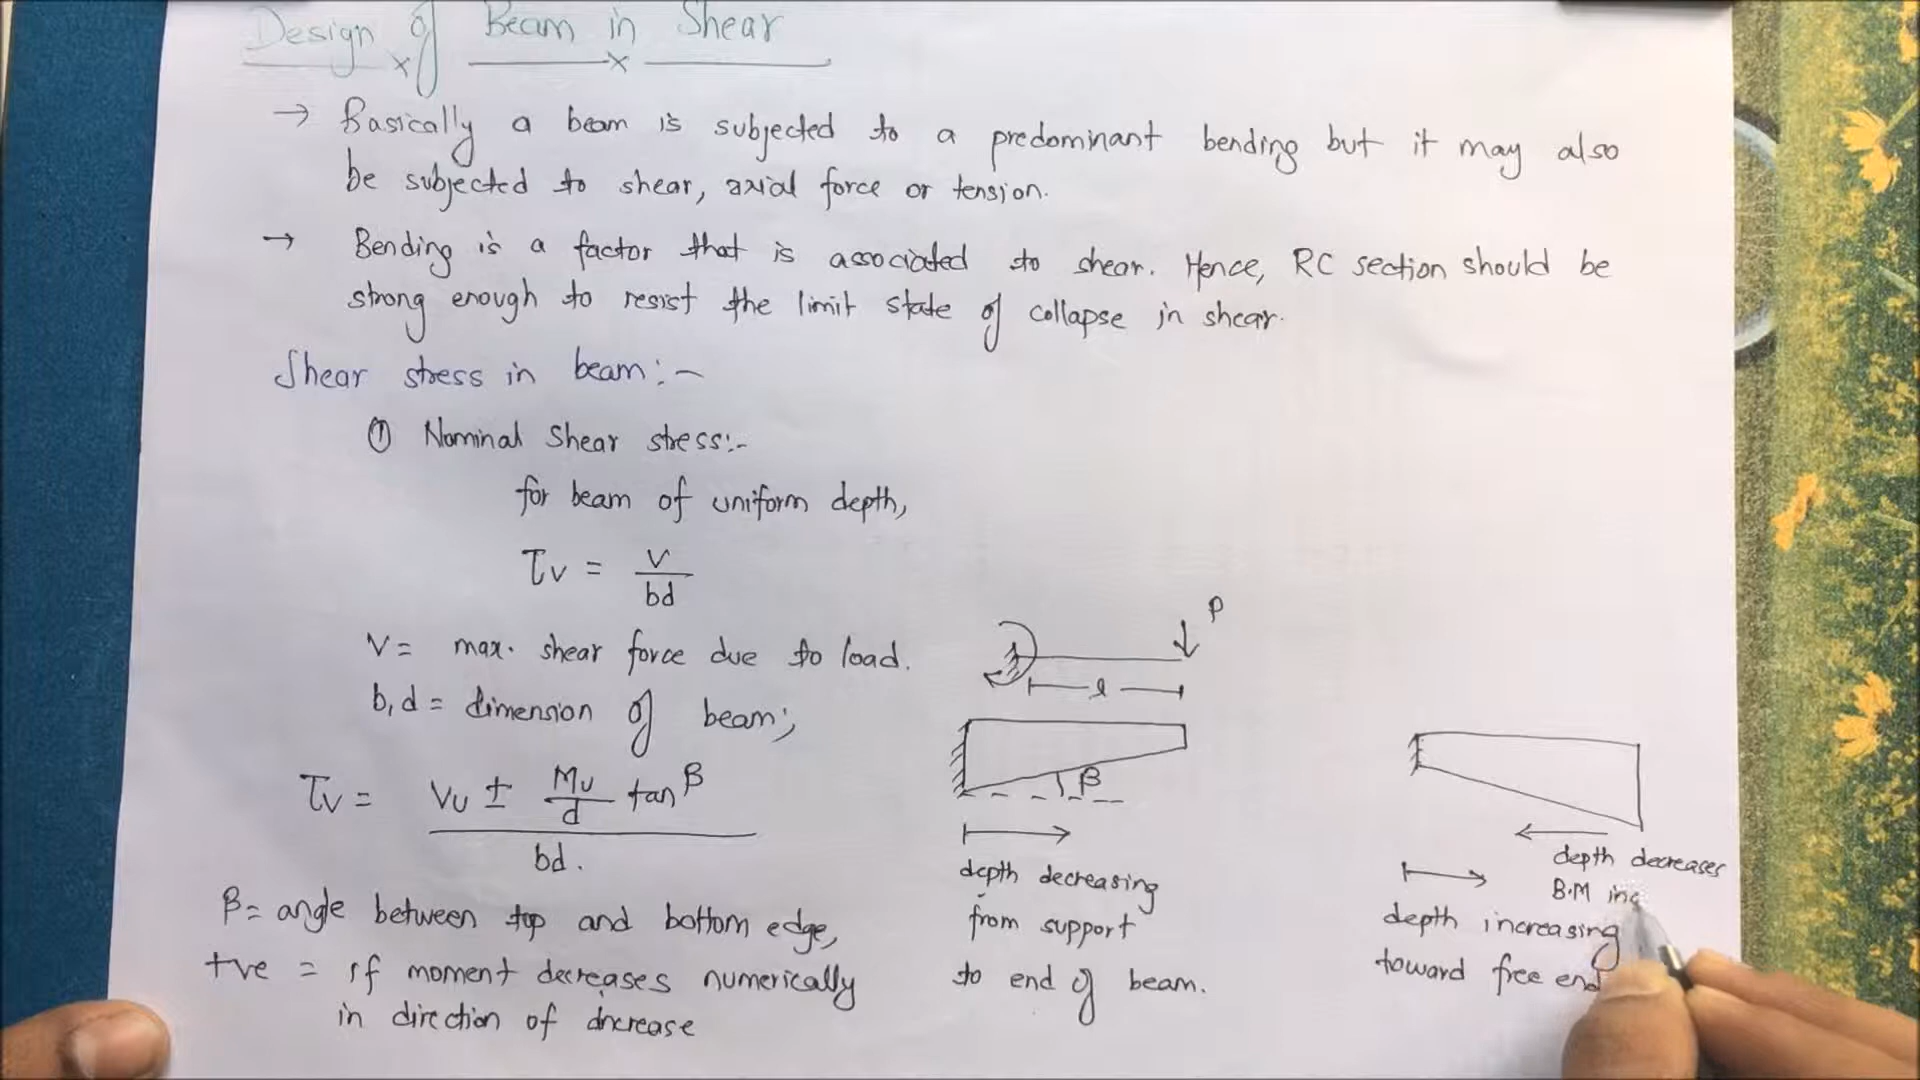 Design of Beam in Shear
→ Basically a beam is subjected to a predominant bending but it may also
be subjected to shear, axial force or tension.
→ Bending is a factor that is associated to shear. Hence, RC section should be
strong enough to resist the limit state of collapse in shear.
Shear stress in beam:-
① Nominal Shear stress:-
for beam of uniform depth,
τv = V/bd
V = max. shear force due to load.
b,d = dimension of beam;
τv = (Vu ± Mu/d tan β)/bd.
β = angle between top and bottom edge,
+ve = if moment decreases numerically
in direction of increase
P
l
β
depth decreasing
from support
to end of beam.
depth decreases
B.M inc
depth increasing
toward free end